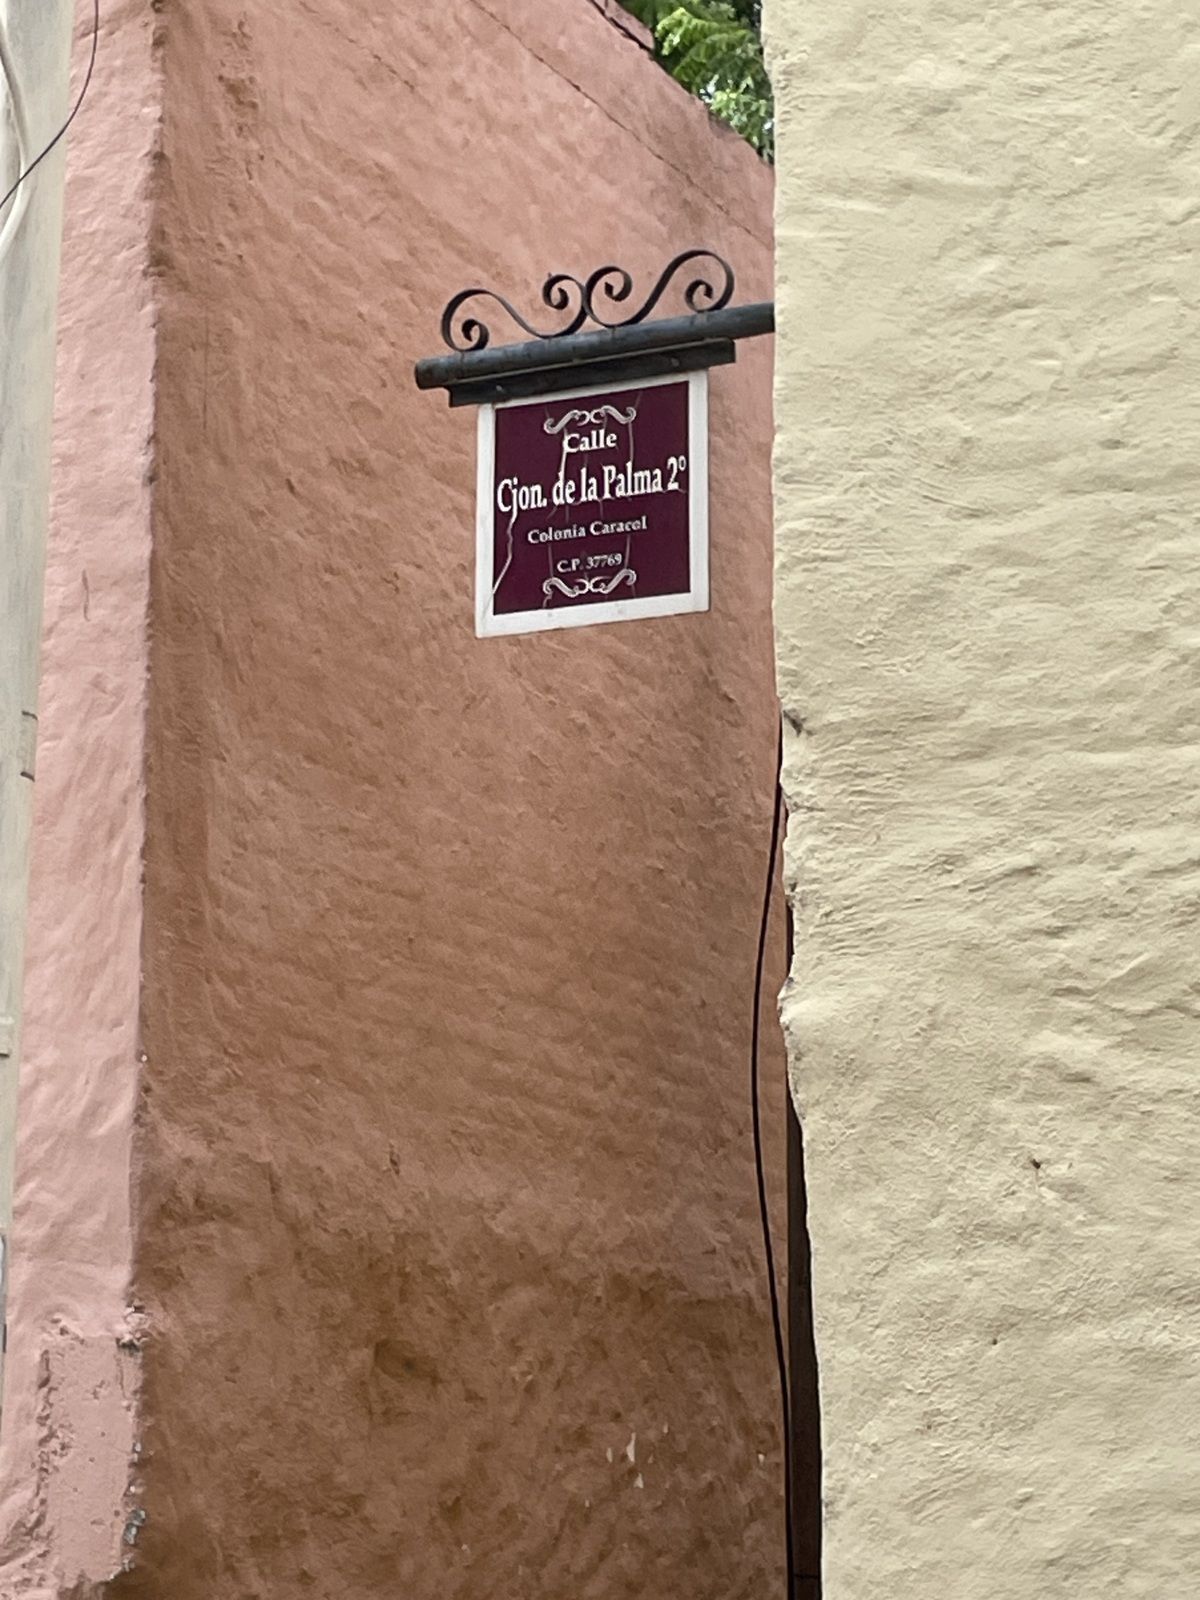 Calle
Cjon. de la Palma 2°
Colonia Caracol
C.P. 37769